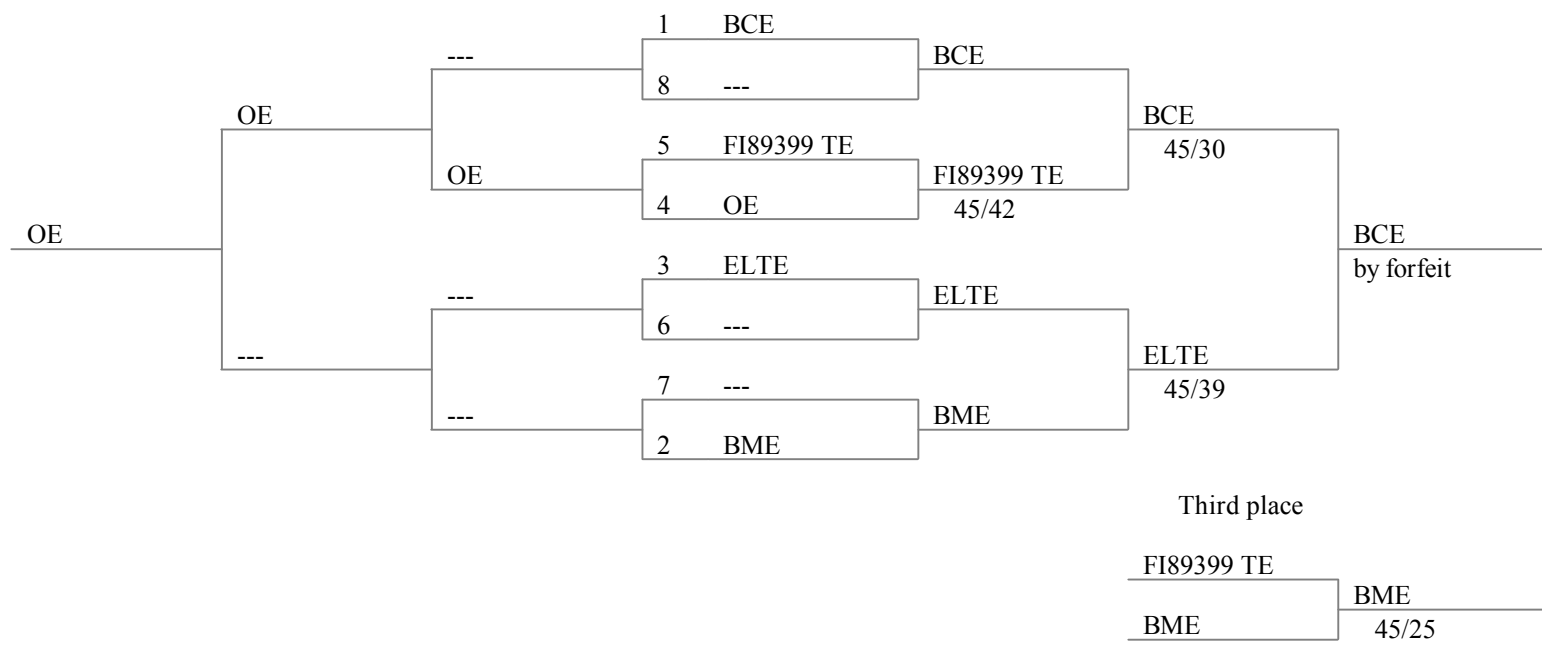 1 BCE
--- BCE
8 ---
OE BCE
5 FI89399 TE 45/30
OE FI89399 TE
4 OE 45/42
OE BCE
3 ELTE by forfeit
--- ELTE
6 ---
--- ELTE
7 --- 45/39
--- BME
2 BME
Third place
FI89399 TE
BME
BME 45/25